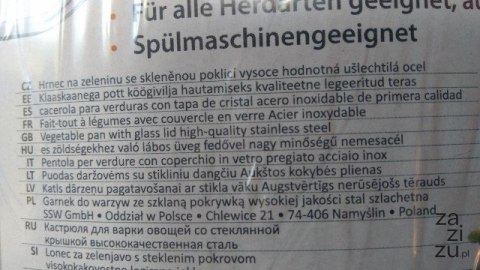 Für alle Herdarten geeignet, au
• Spülmaschinengeeignet
CZ Hrnec na zeleninu se skleněnou poklicí vysoce hodnotná ušlechtilá ocel
EE Klaaskaanega pott köögivilja hautamiseks kvaliteetne legeeritud teras
ES cacerola para verduras con tapa de cristal acero inoxidable de primera calidad
FR Fait-tout à légumes avec couvercle en verre Acier inoxydable
GB Vegetable pan with glass lid high-quality stainless steel
HU es zöldségekhez való lábos üveg fedővel nagy minőségű nemesacél
IT Pentola per verdure con coperchio in vetro pregiato acciaio inox
LT Puodas daržovėms su stikliniu dangčiu Aukštos kokybės plienas
LV Katls dārzeņu pagatavošanai ar stikla vāku Augstvērtīgs nerūsējošs tērauds
PL Garnek do warzyw ze szklaną pokrywką wysokiej jakości stal szlachetna
SSW GmbH • Oddział w Polsce • Chlewice 21 • 74-406 Namyślin • Poland
RU Кастрюля для варки овощей со стеклянной
крышкой высококачественная сталь
SI Lonec za zelenjavo s steklenim pokrovom
visokokakovostno
za
zi
zu.pl